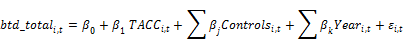 btd_total_{i,t} = β_0 + β_1 TACC_{i,t} + ∑ β_j Controls_{i,t} + ∑ β_k Year_{i,t} + ε_{i,t}